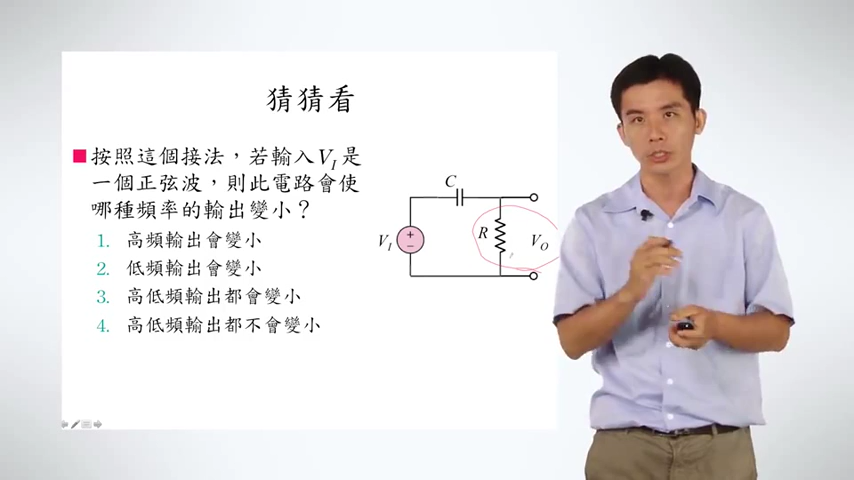 猜猜看
按照這個接法，若輸入VI是
一個正弦波，則此電路會使
哪種頻率的輸出變小？
1. 高頻輸出會變小
2. 低頻輸出會變小
3. 高低頻輸出都會變小
4. 高低頻輸出都不會變小
C
VI
R
VO